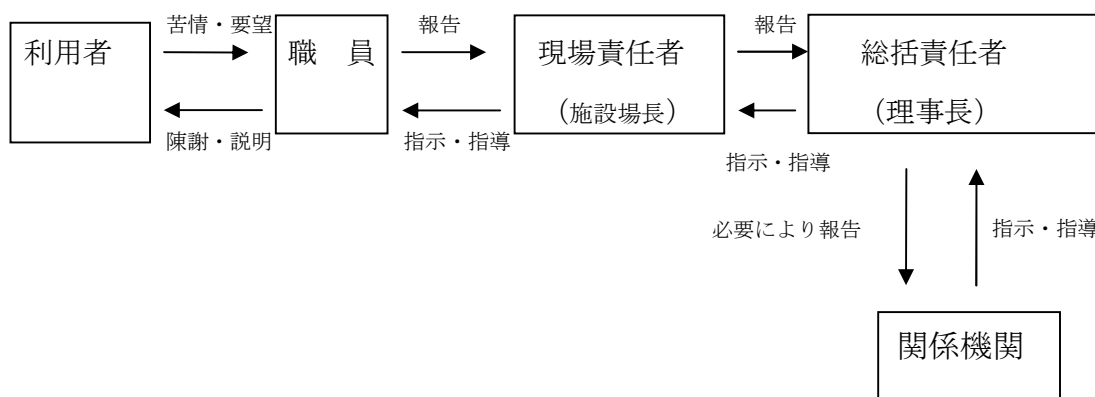 苦情・要望
報告
報告
利用者
職　員
現場責任者
総括責任者
(施設場長)
(理事長)
陳謝・説明
指示・指導
指示・指導
必要により報告
指示・指導
関係機関